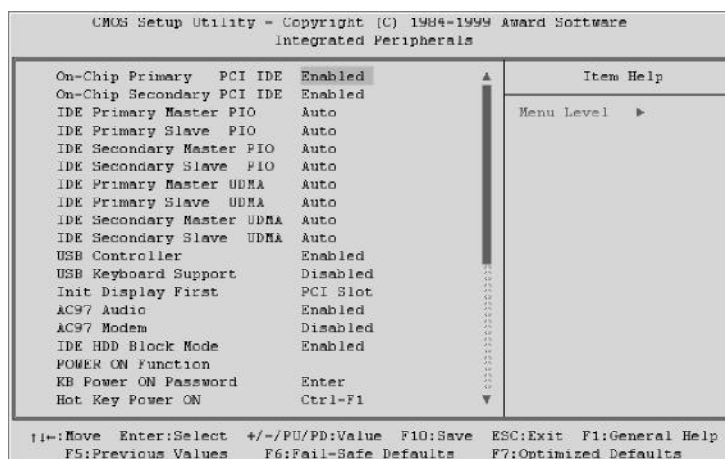 CMOS Setup Utility - Copyright (C) 1984-1999 Award Software
Integrated Peripherals
On-Chip Primary PCI IDE Enabled
On-Chip Secondary PCI IDE Enabled
IDE Primary Master PIO Auto
IDE Primary Slave PIO Auto
IDE Secondary Master PIO Auto
IDE Secondary Slave PIO Auto
IDE Primary Master UDMA Auto
IDE Primary Slave UDMA Auto
IDE Secondary Master UDMA Auto
IDE Secondary Slave UDMA Auto
USB Controller Enabled
USB Keyboard Support Disabled
Init Display First PCI Slot
AC97 Audio Enabled
AC97 Modem Disabled
IDE HDD Block Mode Enabled
POWER ON Function
KB Power ON Password Enter
Hot Key Power ON Ctrl-F1
Item Help
Menu Level ▶
↑↓←:Move Enter:Select +/-/PU/PD:Value F10:Save ESC:Exit F1:General Help
F5:Previous Values F6:Fail-Safe Defaults F7:Optimized Defaults